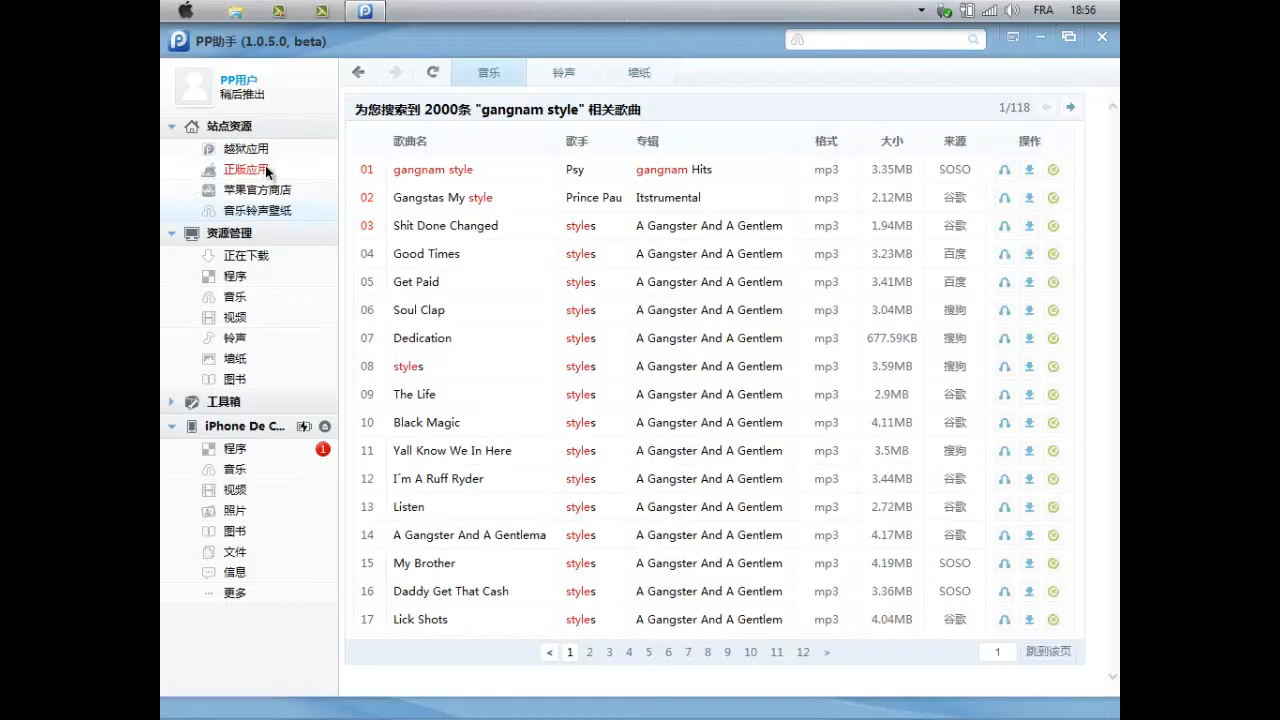 FRA 18:56
PP助手 (1.0.5.0, beta)
PP用户
稍后推出
站点资源
越狱应用
正版应用
苹果官方商店
音乐铃声壁纸
资源管理
正在下载
程序
音乐
视频
铃声
墙纸
图书
工具箱
iPhone De C...
程序 1
音乐
视频
照片
图书
文件
信息
更多
音乐 铃声 墙纸
为您搜索到 2000条 "gangnam style" 相关歌曲 1/118
歌曲名 歌手 专辑 格式 大小 来源 操作
01 gangnam style Psy gangnam Hits mp3 3.35MB SOSO
02 Gangstas My style Prince Pau Itstrumental mp3 2.12MB 谷歌
03 Shit Done Changed styles A Gangster And A Gentlem mp3 1.94MB 谷歌
04 Good Times styles A Gangster And A Gentlem mp3 3.23MB 百度
05 Get Paid styles A Gangster And A Gentlem mp3 3.41MB 百度
06 Soul Clap styles A Gangster And A Gentlem mp3 3.04MB 搜狗
07 Dedication styles A Gangster And A Gentlem mp3 677.59KB 搜狗
08 styles styles A Gangster And A Gentlem mp3 3.59MB 搜狗
09 The Life styles A Gangster And A Gentlem mp3 2.9MB 谷歌
10 Black Magic styles A Gangster And A Gentlem mp3 4.11MB 谷歌
11 Yall Know We In Here styles A Gangster And A Gentlem mp3 3.5MB 搜狗
12 I´m A Ruff Ryder styles A Gangster And A Gentlem mp3 3.44MB 谷歌
13 Listen styles A Gangster And A Gentlem mp3 2.72MB 谷歌
14 A Gangster And A Gentlema styles A Gangster And A Gentlem mp3 4.17MB 谷歌
15 My Brother styles A Gangster And A Gentlem mp3 4.19MB SOSO
16 Daddy Get That Cash styles A Gangster And A Gentlem mp3 3.36MB SOSO
17 Lick Shots styles A Gangster And A Gentlem mp3 4.04MB 谷歌
< 1 2 3 4 5 6 7 8 9 10 11 12 > 1 跳到该页